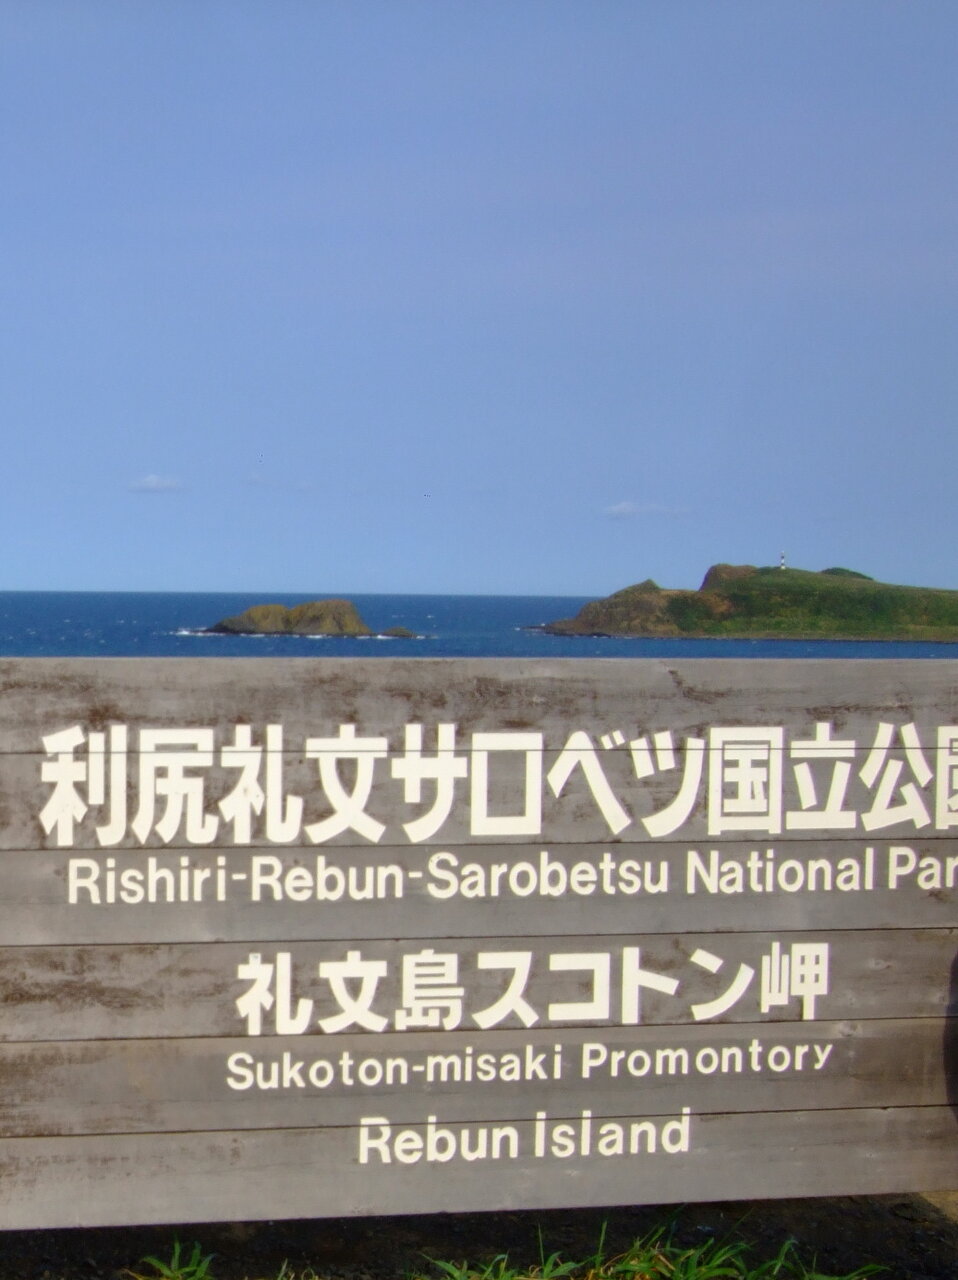 利尻礼文サロベツ国立公園
Rishiri-Rebun-Sarobetsu National Par
礼文島スコトン岬
Sukoton-misaki Promontory
Rebun Island